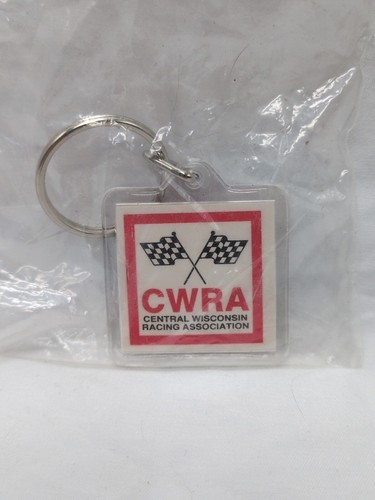 CWRA
CENTRAL WISCONSIN
RACING ASSOCIATION